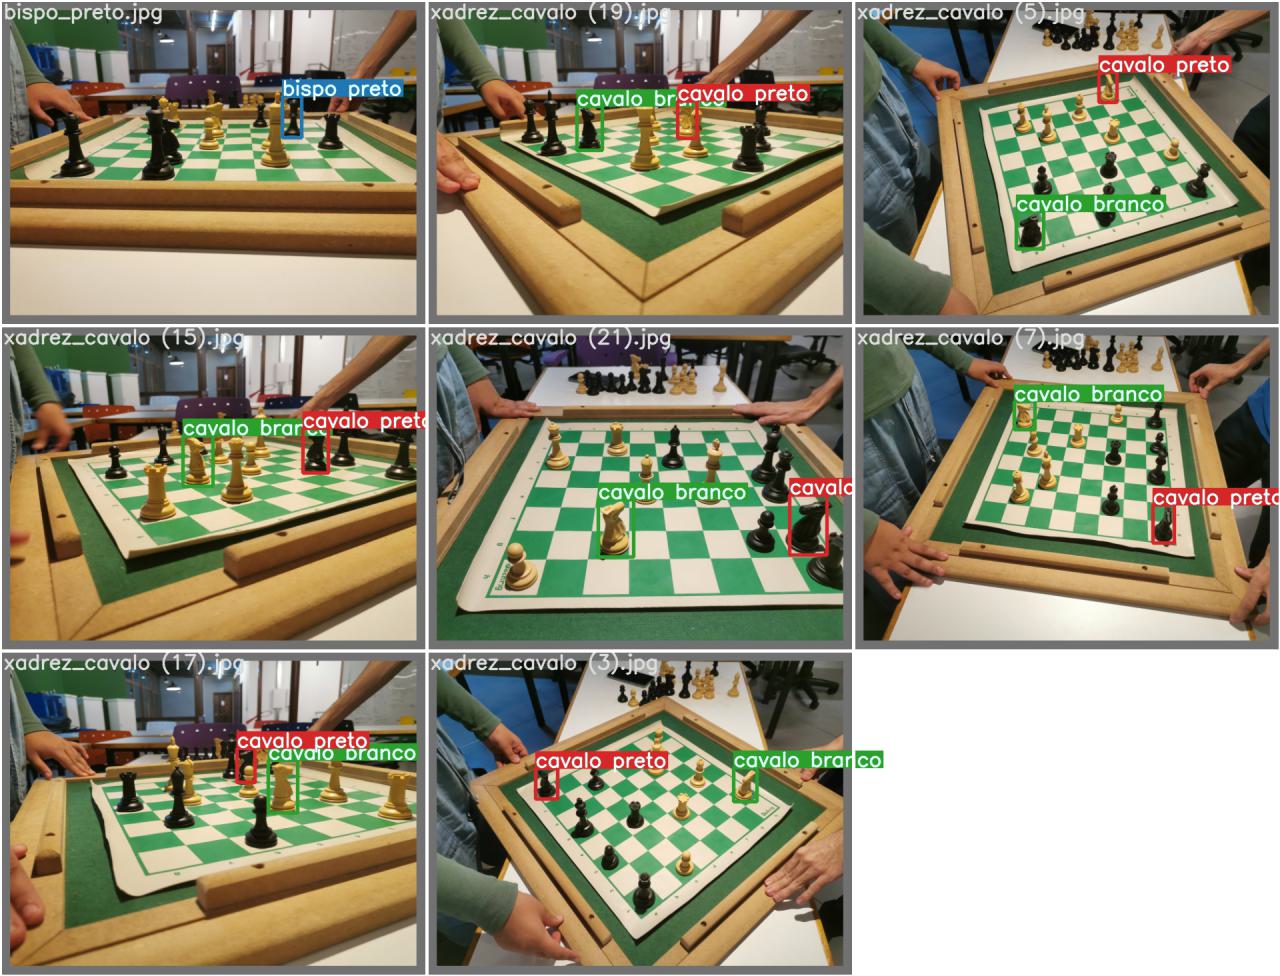 bispo_preto.jpg
bispo preto
xadrez_cavalo (19).jpg
cavalo branco
cavalo preto
xadrez_cavalo (5).jpg
cavalo preto
cavalo branco
xadrez_cavalo (15).jpg
cavalo branc
cavalo preto
xadrez_cavalo (21).jpg
cavalo branco
cavalo
xadrez_cavalo (7).jpg
cavalo branco
cavalo preto
xadrez_cavalo (17).jpg
cavalo preto
cavalo branco
xadrez_cavalo (3).jpg
cavalo preto
cavalo branco